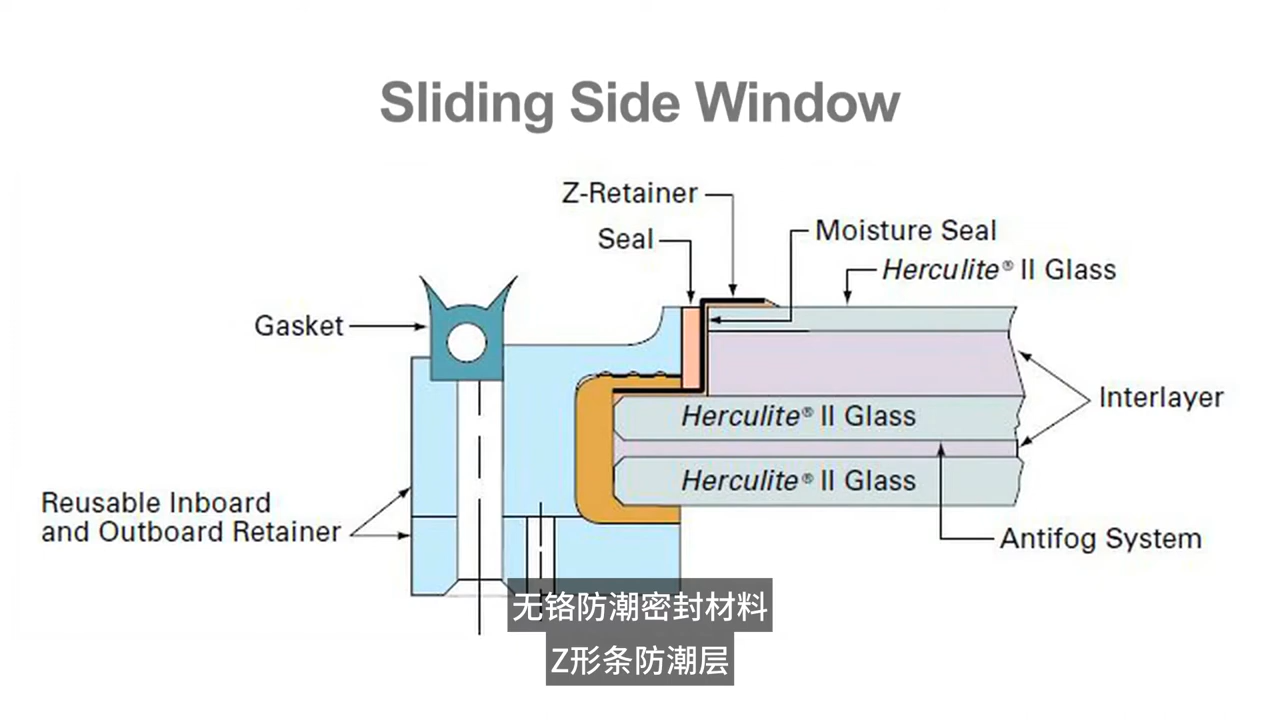 Sliding Side Window
Z-Retainer
Seal
Moisture Seal
Herculite® II Glass
Gasket
Interlayer
Herculite® II Glass
Herculite® II Glass
Reusable Inboard
and Outboard Retainer
Antifog System
无铬防潮密封材料
Z形条防潮层